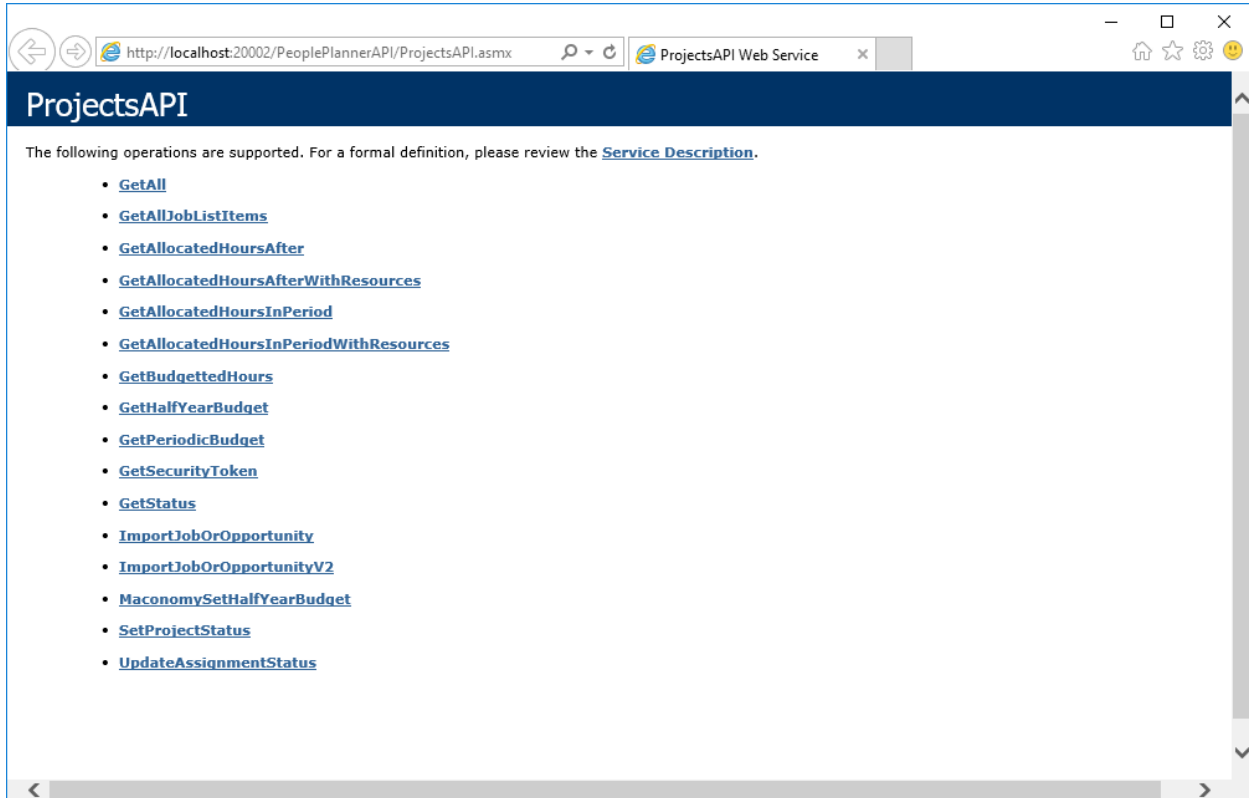 http://localhost:20002/PeoplePlannerAPI/ProjectsAPI.asmx
ProjectsAPI Web Service
ProjectsAPI
The following operations are supported. For a formal definition, please review the Service Description.
GetAll
GetAllJobListItems
GetAllocatedHoursAfter
GetAllocatedHoursAfterWithResources
GetAllocatedHoursInPeriod
GetAllocatedHoursInPeriodWithResources
GetBudgettedHours
GetHalfYearBudget
GetPeriodicBudget
GetSecurityToken
GetStatus
ImportJobOrOpportunity
ImportJobOrOpportunityV2
MaconomySetHalfYearBudget
SetProjectStatus
UpdateAssignmentStatus